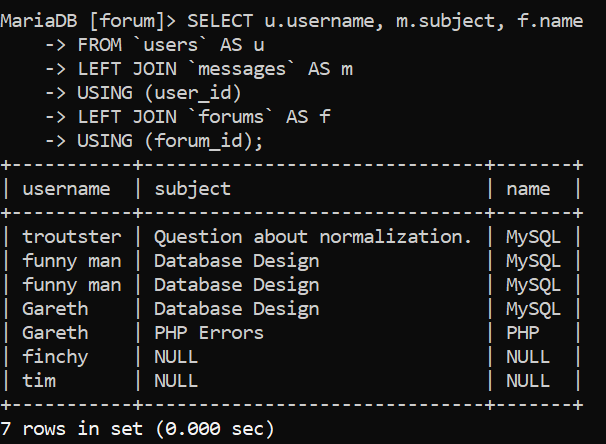 MariaDB [forum]> SELECT u.username, m.subject, f.name
    -> FROM `users` AS u
    -> LEFT JOIN `messages` AS m
    -> USING (user_id)
    -> LEFT JOIN `forums` AS f
    -> USING (forum_id);
+-----------+-----------------------------+-------+
| username  | subject                     | name  |
+-----------+-----------------------------+-------+
| troutster | Question about normalization. | MySQL |
| funny man | Database Design             | MySQL |
| funny man | Database Design             | MySQL |
| Gareth    | Database Design             | MySQL |
| Gareth    | PHP Errors                  | PHP   |
| finchy    | NULL                        | NULL  |
| tim       | NULL                        | NULL  |
+-----------+-----------------------------+-------+
7 rows in set (0.000 sec)